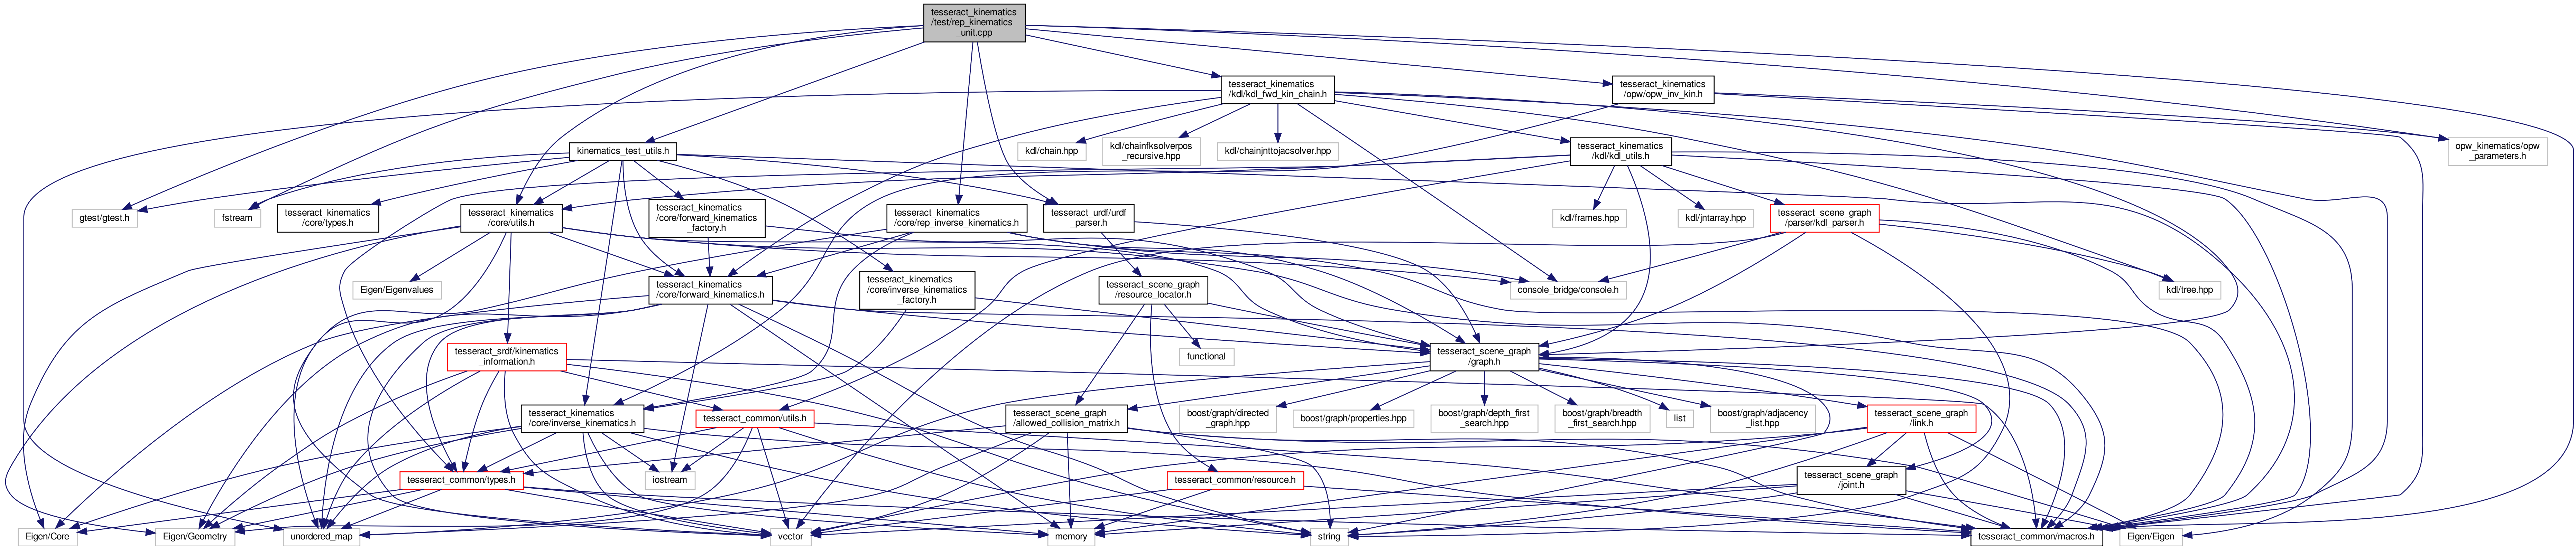 tesseract_kinematics
/test/rep_kinematics
_unit.cpp
tesseract_kinematics
/kdl/kdl_fwd_kin_chain.h
tesseract_kinematics
/opw/opw_inv_kin.h
kinematics_test_utils.h
kdl/chain.hpp
kdl/chainfksolverpos
_recursive.hpp
kdl/chainjnttojacsolver.hpp
tesseract_kinematics
/kdl/kdl_utils.h
opw_kinematics/opw
_parameters.h
gtest/gtest.h
fstream
tesseract_kinematics
/core/types.h
tesseract_kinematics
/core/utils.h
tesseract_kinematics
/core/forward_kinematics
_factory.h
tesseract_kinematics
/core/rep_inverse_kinematics.h
tesseract_urdf/urdf
_parser.h
kdl/frames.hpp
kdl/jntarray.hpp
tesseract_scene_graph
/parser/kdl_parser.h
Eigen/Eigenvalues
tesseract_kinematics
/core/forward_kinematics.h
tesseract_kinematics
/core/inverse_kinematics
_factory.h
tesseract_scene_graph
/resource_locator.h
console_bridge/console.h
kdl/tree.hpp
tesseract_srdf/kinematics
_information.h
functional
tesseract_scene_graph
/graph.h
tesseract_kinematics
/core/inverse_kinematics.h
tesseract_common/utils.h
tesseract_scene_graph
/allowed_collision_matrix.h
boost/graph/directed
_graph.hpp
boost/graph/properties.hpp
boost/graph/depth_first
_search.hpp
boost/graph/breadth
_first_search.hpp
list
boost/graph/adjacency
_list.hpp
tesseract_scene_graph
/link.h
tesseract_common/types.h
iostream
tesseract_common/resource.h
tesseract_scene_graph
/joint.h
Eigen/Core
Eigen/Geometry
unordered_map
vector
memory
string
tesseract_common/macros.h
Eigen/Eigen